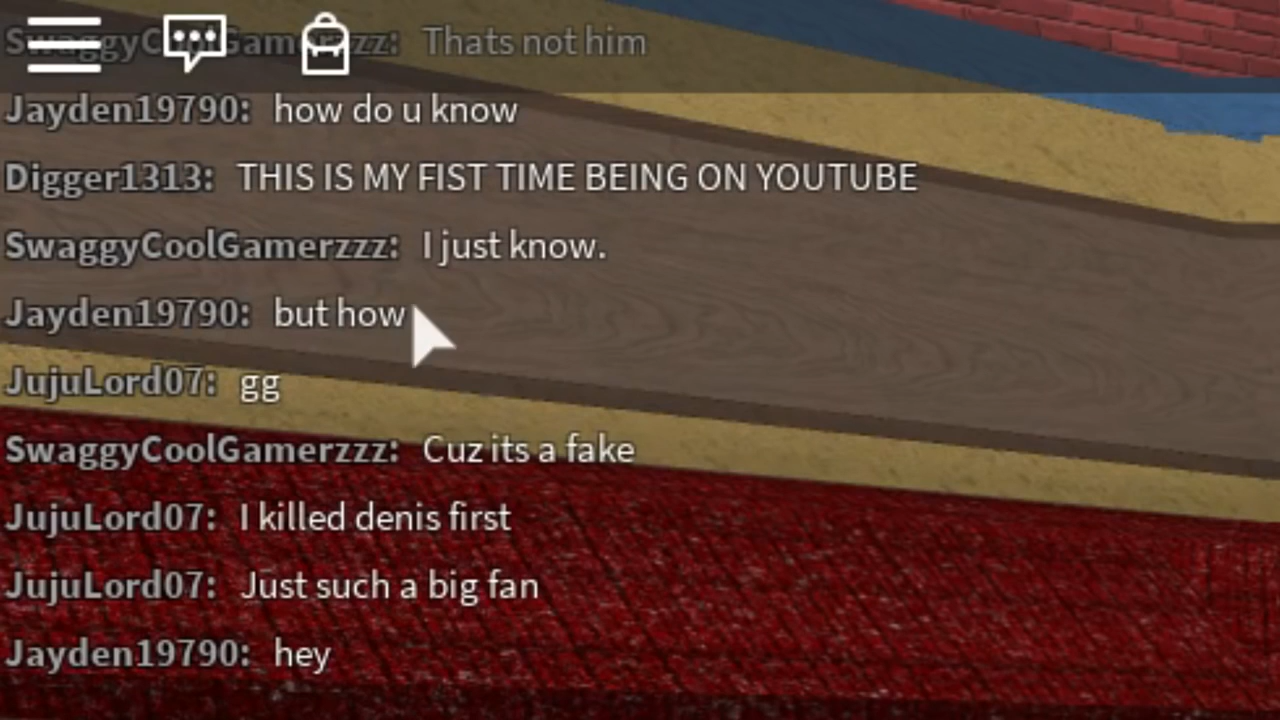 SwaggyCoolGamerzzz: Thats not him
Jayden19790: how do u know
Digger1313: THIS IS MY FIST TIME BEING ON YOUTUBE
SwaggyCoolGamerzzz: I just know.
Jayden19790: but how
JujuLord07: gg
SwaggyCoolGamerzzz: Cuz its a fake
JujuLord07: I killed denis first
JujuLord07: Just such a big fan
Jayden19790: hey